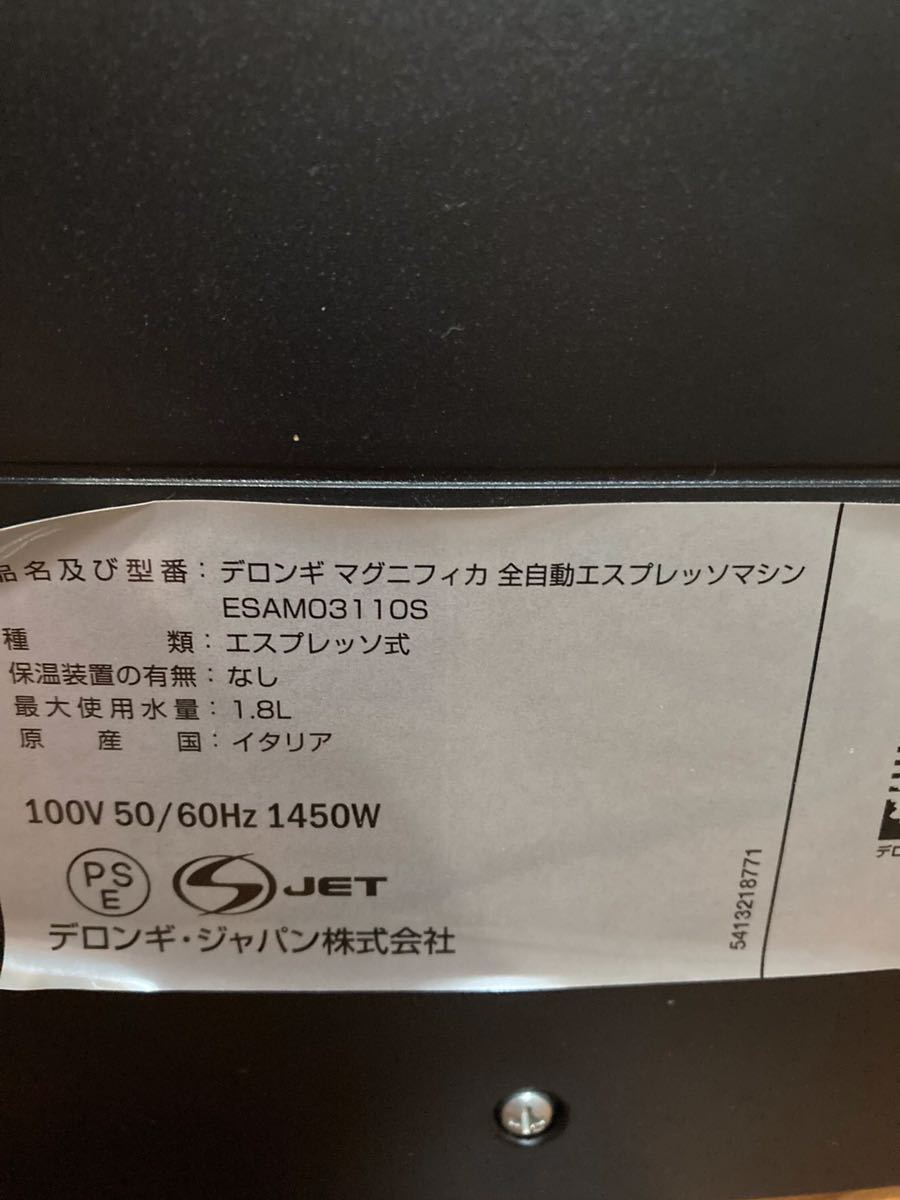 品名及び型番：デロンギ マグニフィカ 全自動エスプレッソマシン
ESAM03110S
種類：エスプレッソ式
保温装置の有無：なし
最大使用水量：1.8L
原産国：イタリア
100V 50/60Hz 1450W
PSE
S JET
デロンギ・ジャパン株式会社
5413218771
デロ